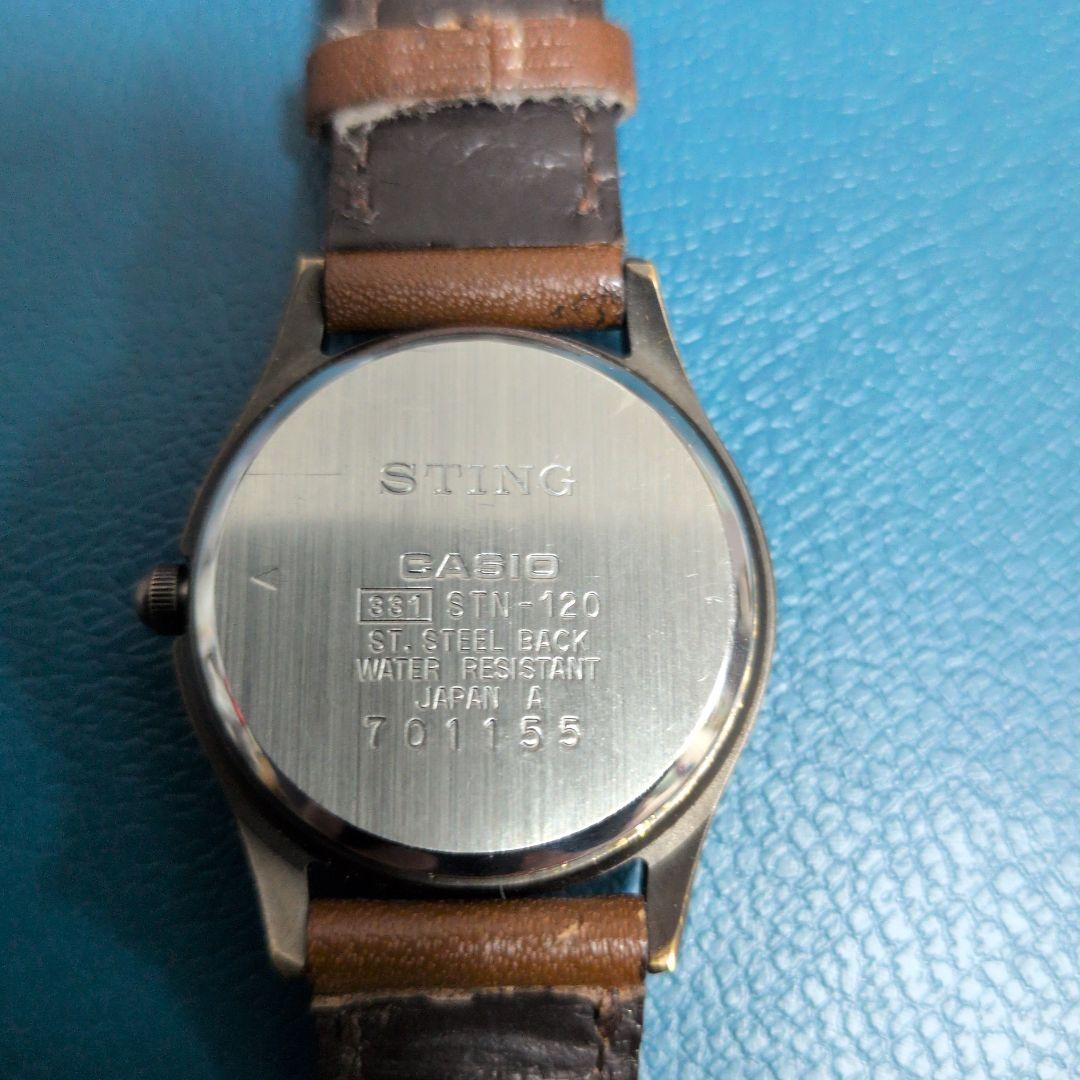 STING
CASIO
331 STN-120
ST. STEEL BACK
WATER RESISTANT
JAPAN A
701155